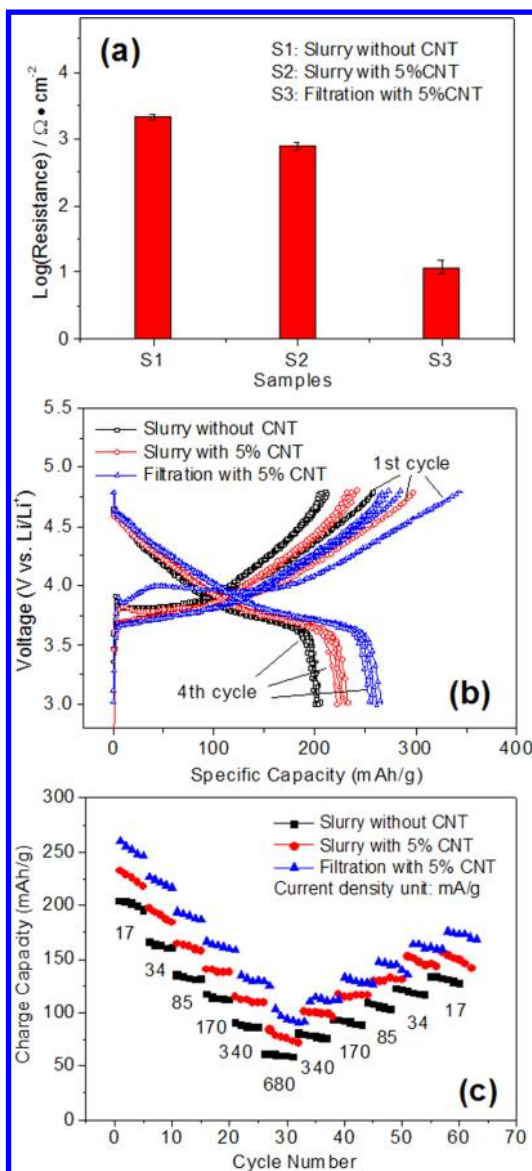 (a)
S1: Slurry without CNT
S2: Slurry with 5%CNT
S3: Filtration with 5%CNT
Log(Resistance) / Ω • cm⁻²
4
3
2
1
0
S1 S2 S3
Samples
5.5
5.0
4.5
4.0
3.5
3.0
Voltage (V vs. Li/Li⁺)
Slurry without CNT
Slurry with 5% CNT
Filtration with 5% CNT
1st cycle
4th cycle
(b)
0 100 200 300 400
Specific Capacity (mAh/g)
300
250
200
150
100
50
0
Charge Capacity (mAh/g)
Slurry without CNT
Slurry with 5% CNT
Filtration with 5% CNT
Current density unit: mA/g
17
34
85
170
340
680
340
170
85
34
17
(c)
0 10 20 30 40 50 60 70
Cycle Number